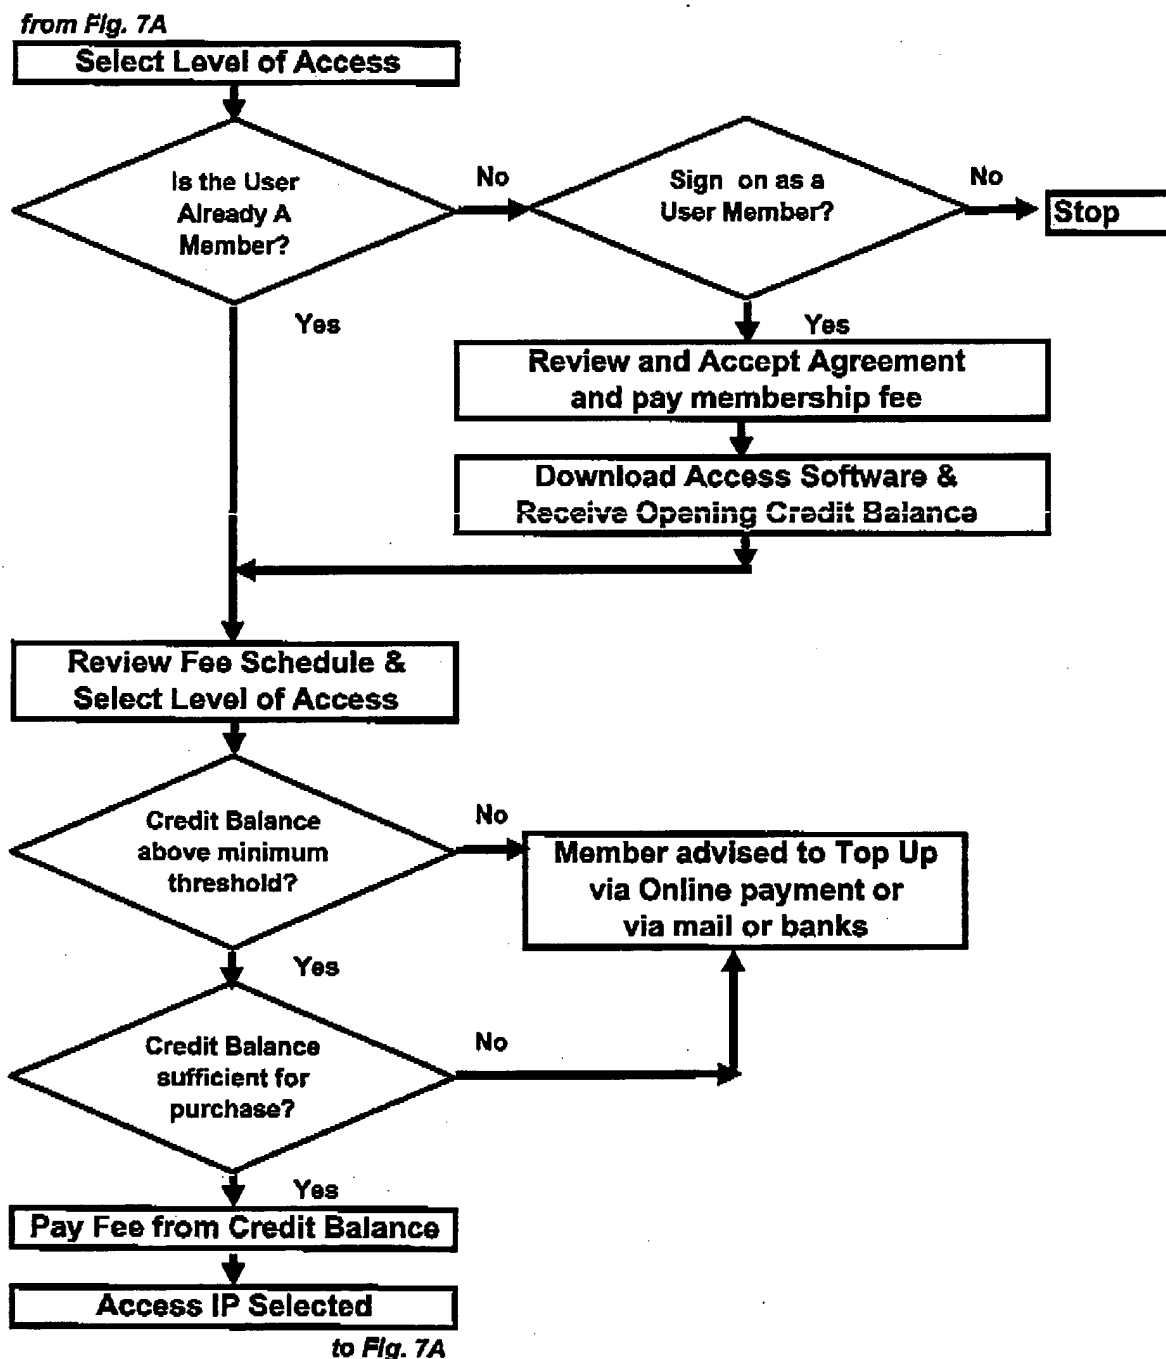 from Fig. 7A
Select Level of Access
Is the User
Already A
Member?
No
Sign on as a
User Member?
No
Stop
Yes
Yes
Review and Accept Agreement
and pay membership fee
Download Access Software &
Receive Opening Credit Balance
Review Fee Schedule &
Select Level of Access
Credit Balance
above minimum
threshold?
No
Member advised to Top Up
via Online payment or
via mail or banks
Yes
Credit Balance
sufficient for
purchase?
No
Yes
Pay Fee from Credit Balance
Access IP Selected
to Fig. 7A